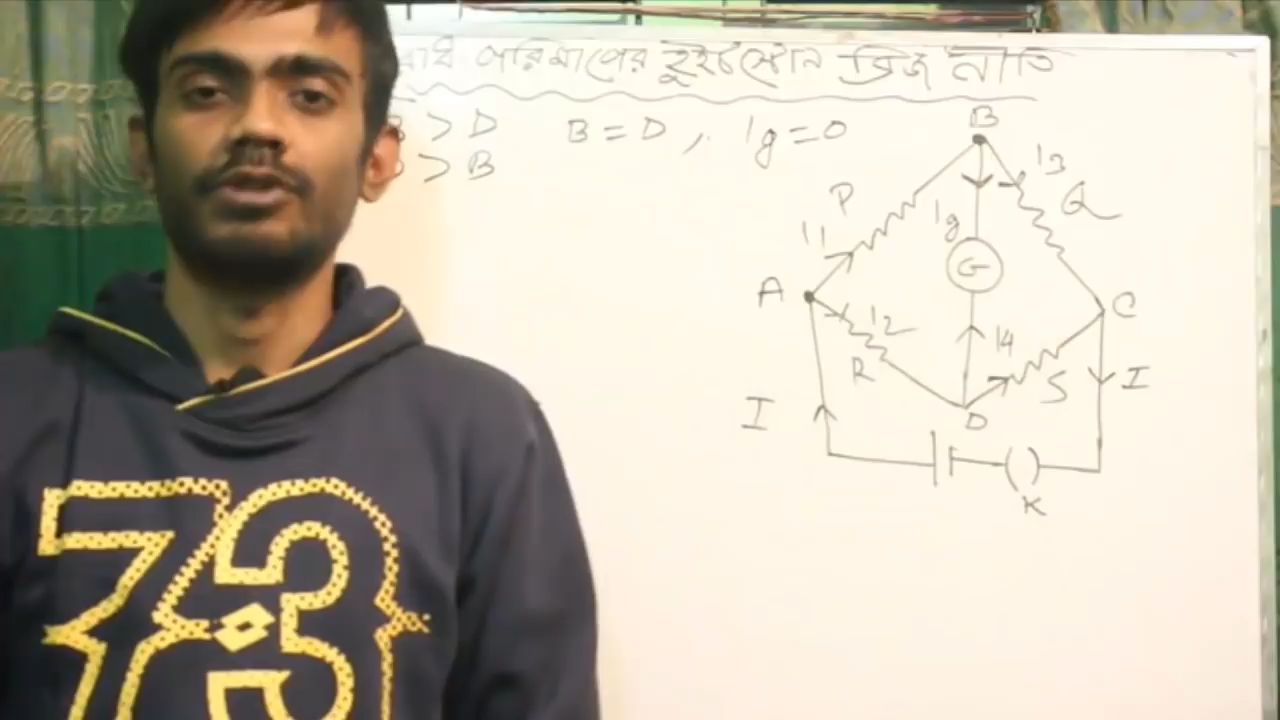 পরিমাপের হুইটস্টোন ব্রিজ নীতি
B > D B = D, Ig = 0
> B
B
I3
P
Q
Ig
I1
G
A
C
I2
I4
R
S
I
I
D
K
73